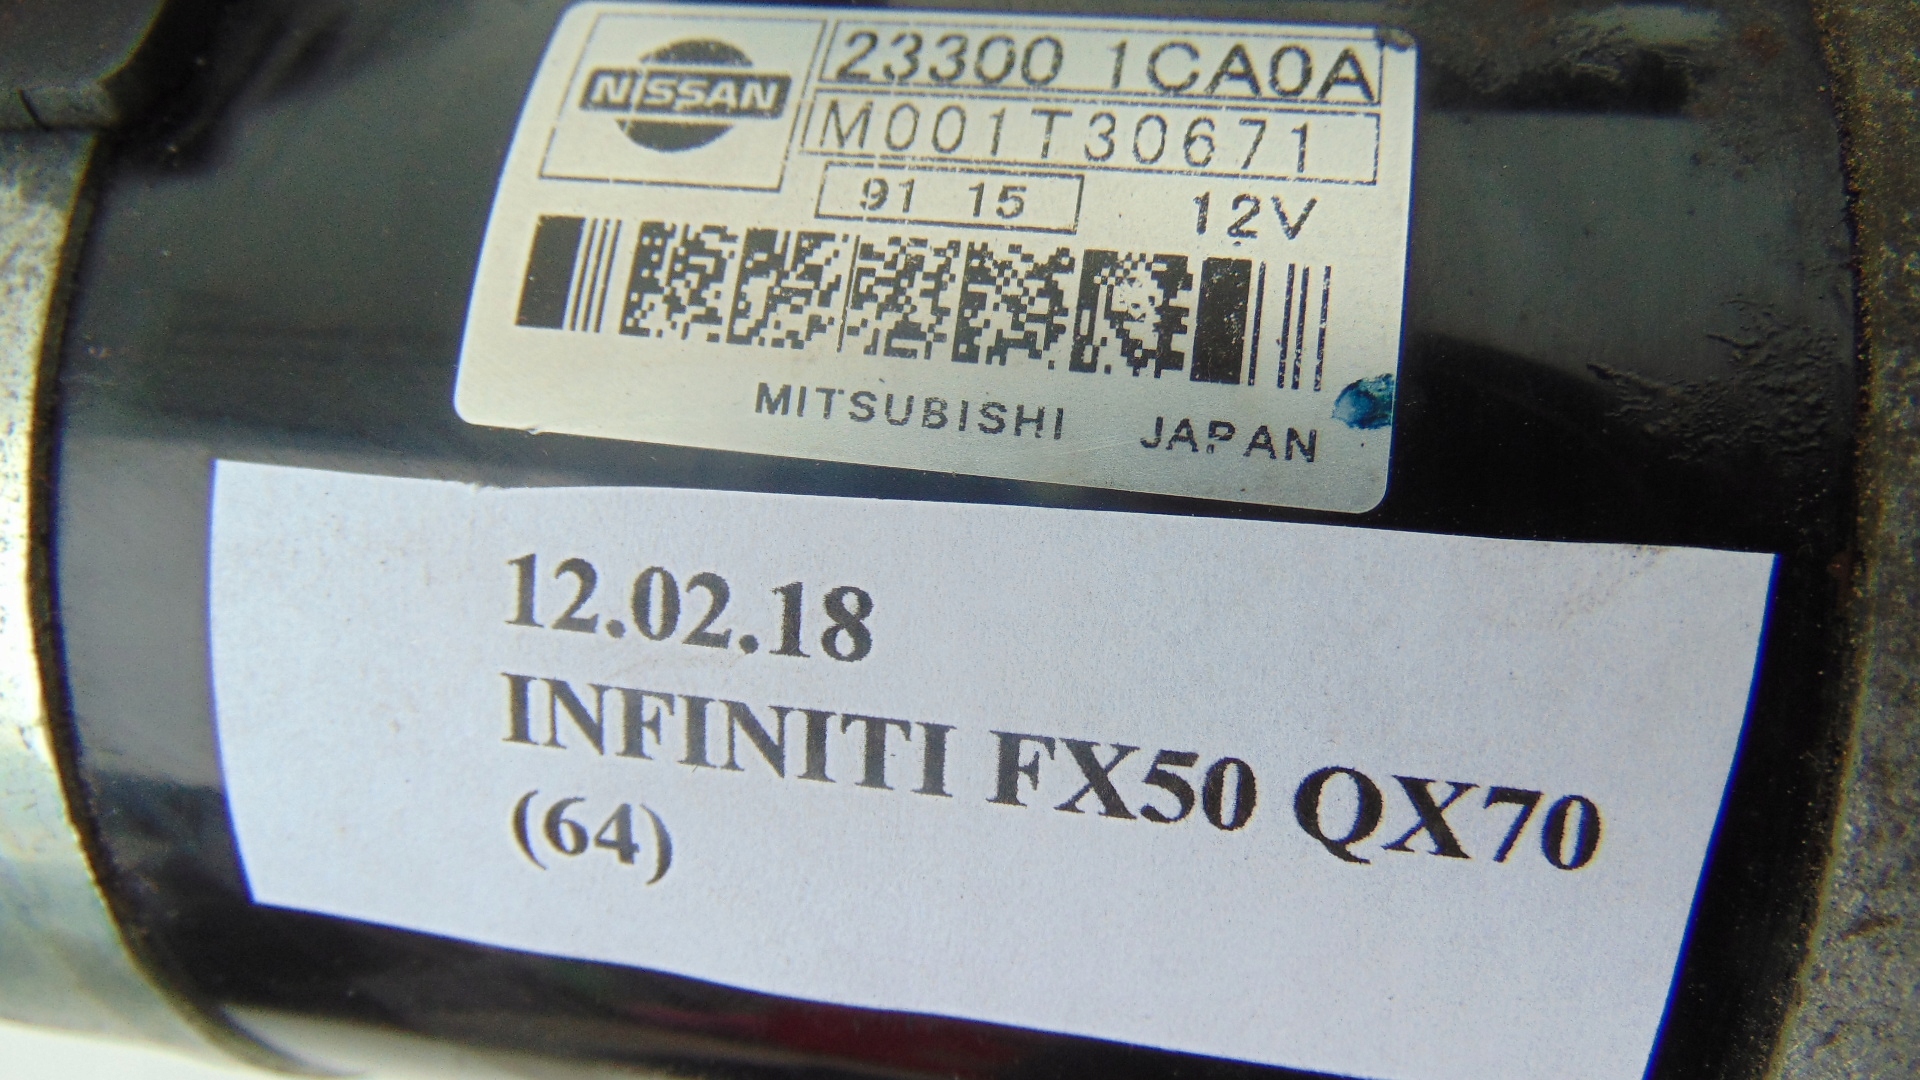 NISSAN
23300 1CA0A
M001T30671
91 15
12V
MITSUBISHI JAPAN
12.02.18
INFINITI FX50 QX70
(64)